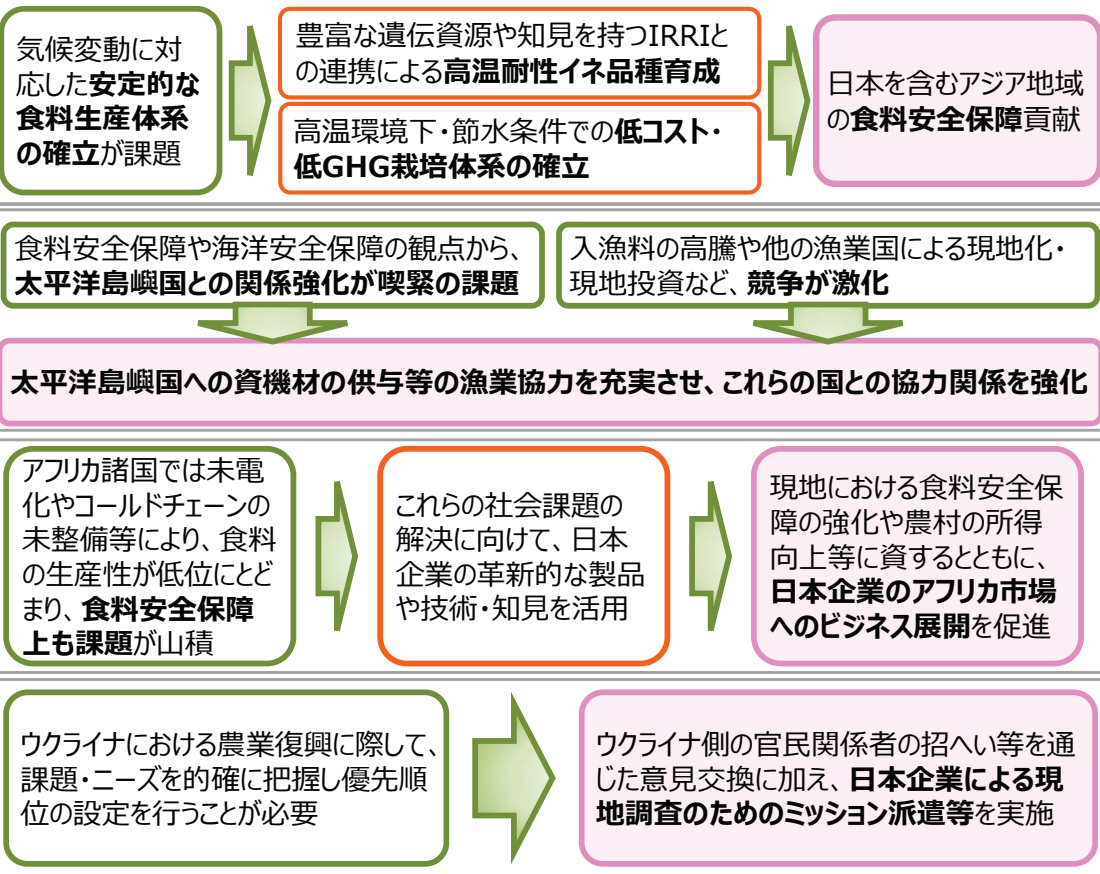 気候変動に対
応した安定的な
食料生産体系
の確立が課題
豊富な遺伝資源や知見を持つIRRIと
の連携による高温耐性イネ品種育成
高温環境下・節水条件での低コスト・
低GHG栽培体系の確立
日本を含むアジア地域
の食料安全保障貢献
食料安全保障や海洋安全保障の観点から、
太平洋島嶼国との関係強化が喫緊の課題
入漁料の高騰や他の漁業国による現地化・
現地投資など、競争が激化
太平洋島嶼国への資機材の供与等の漁業協力を充実させ、これらの国との協力関係を強化
アフリカ諸国では未電
化やコールドチェーンの
未整備等により、食料
の生産性が低位にとど
まり、食料安全保障
上も課題が山積
これらの社会課題の
解決に向けて、日本
企業の革新的な製品
や技術・知見を活用
現地における食料安全保
障の強化や農村の所得
向上等に資するとともに、
日本企業のアフリカ市場
へのビジネス展開を促進
ウクライナにおける農業復興に際して、
課題・ニーズを的確に把握し優先順
位の設定を行うことが必要
ウクライナ側の官民関係者の招へい等を通
じた意見交換に加え、日本企業による現
地調査のためのミッション派遣等を実施